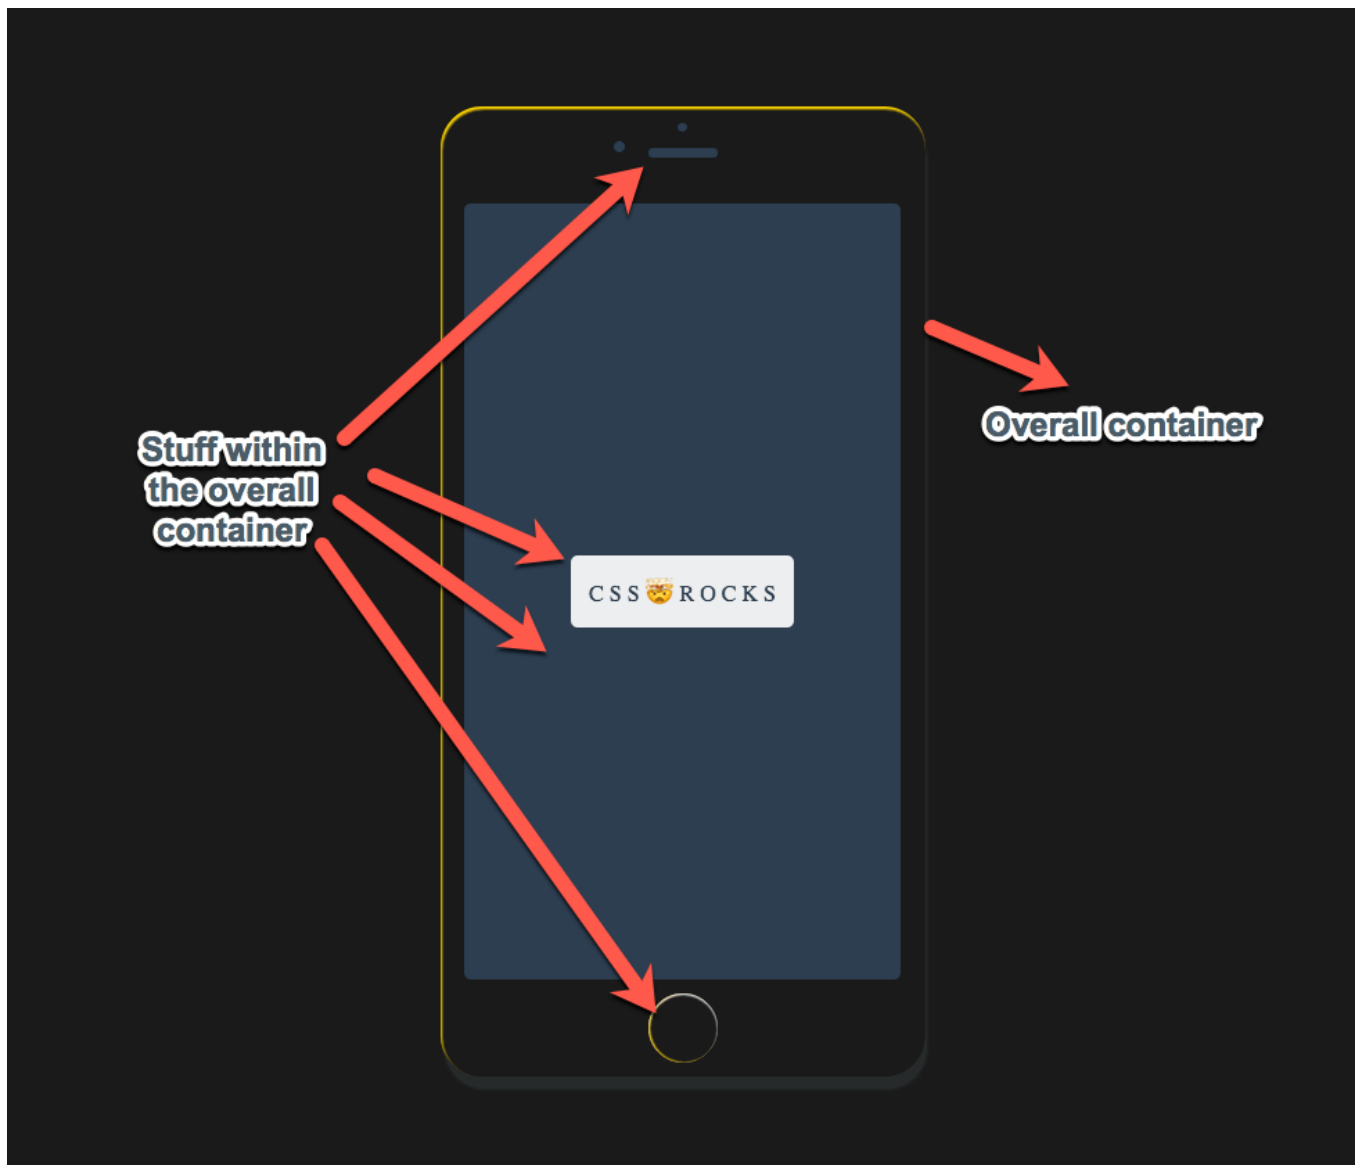 Stuff within
the overall
container
Overall container
CSS🤯ROCKS